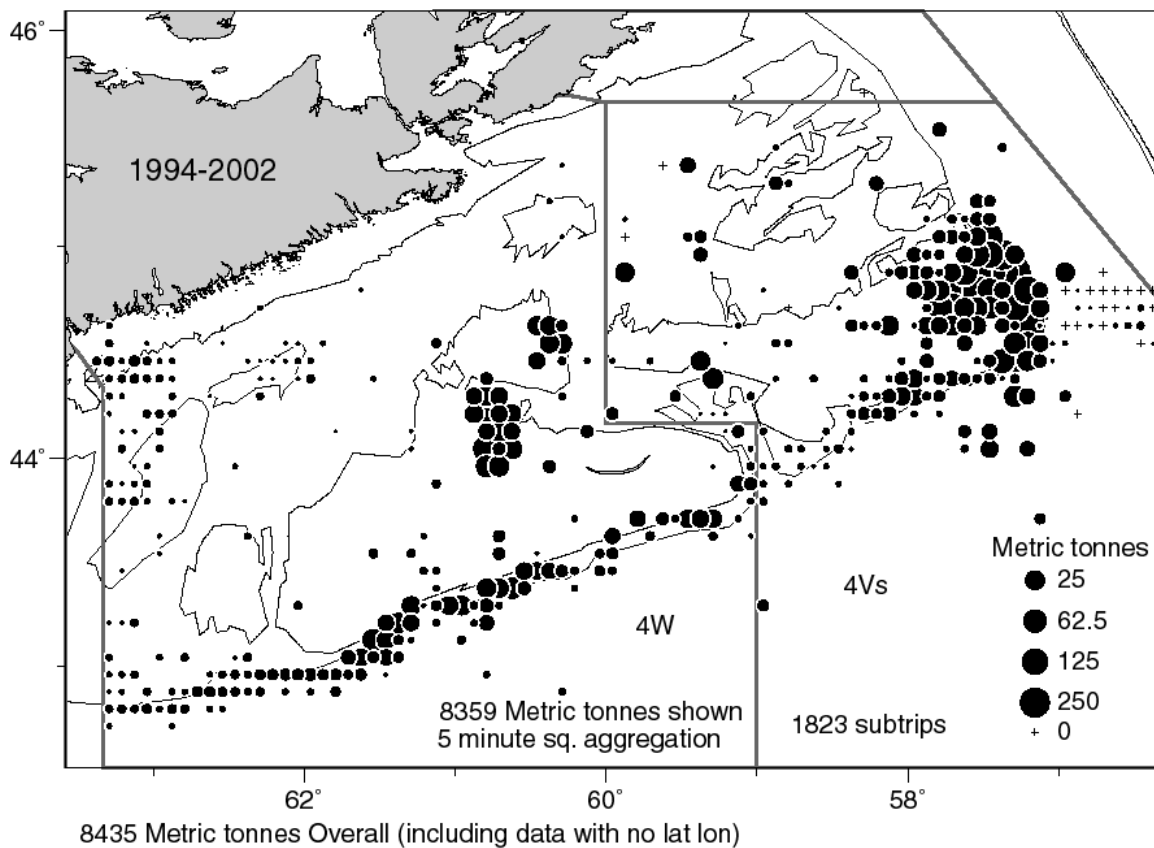 46°
1994-2002
44°
Metric tonnes
25
62.5
125
250
+ 0
4Vs
4W
8359 Metric tonnes shown
5 minute sq. aggregation
1823 subtrips
62°
60°
58°
8435 Metric tonnes Overall (including data with no lat lon)